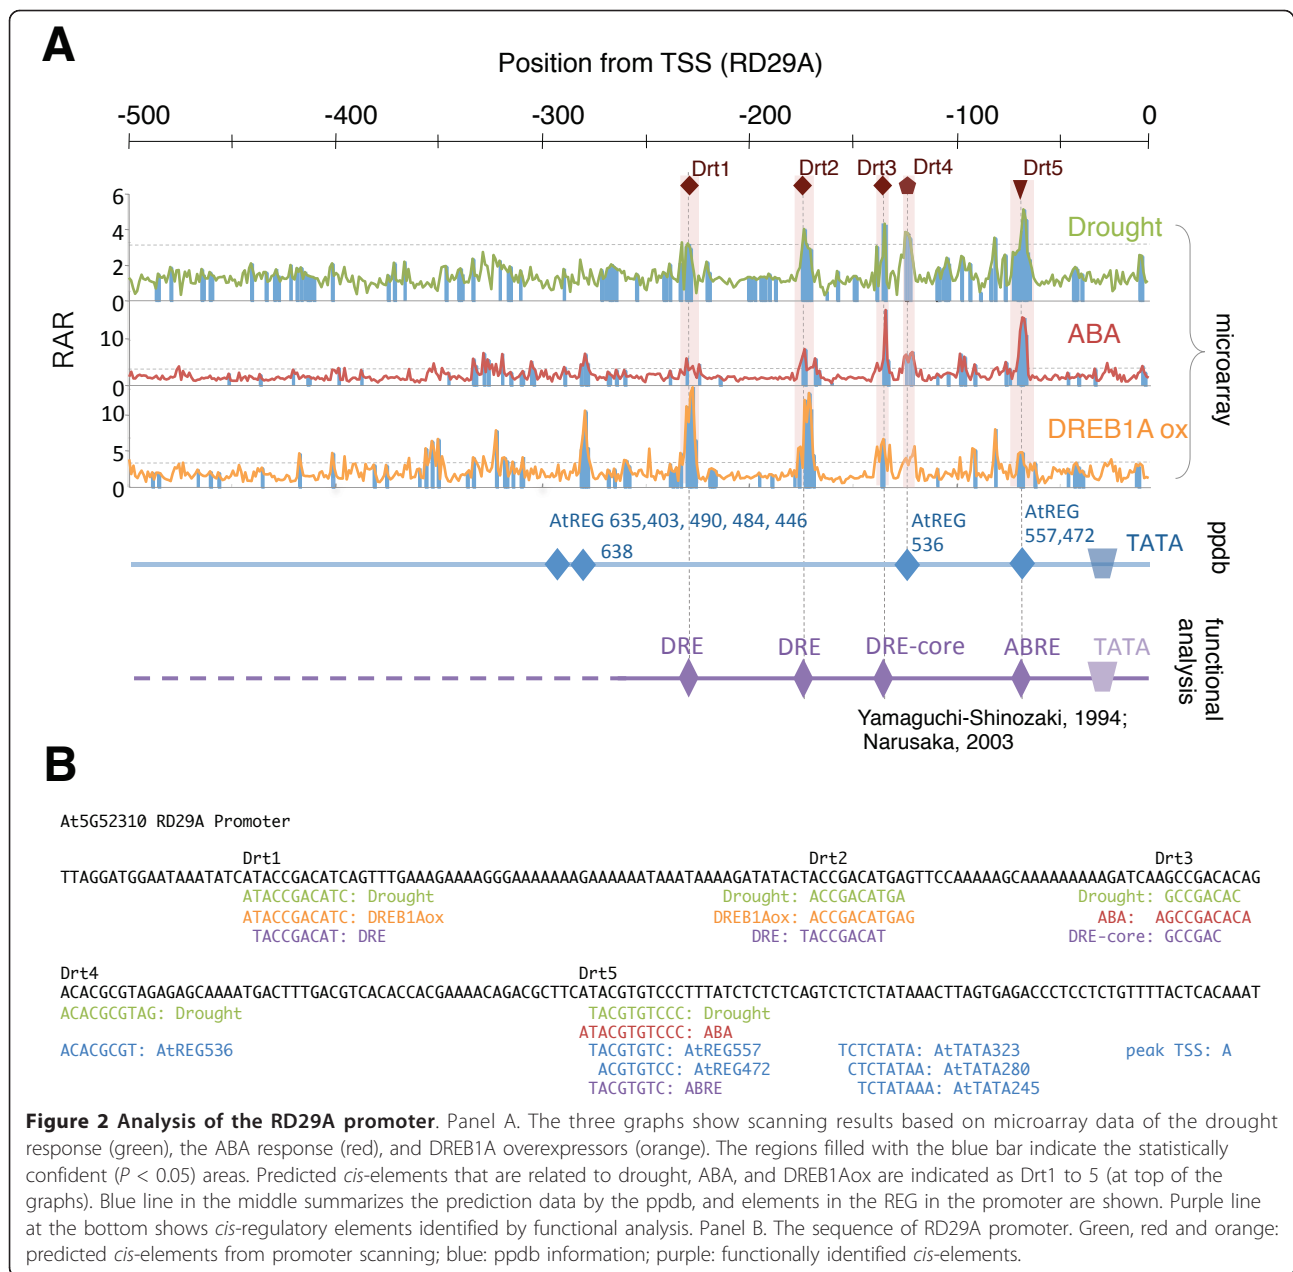 A
Position from TSS (RD29A)
-500 -400 -300 -200 -100 0
Drt1 Drt2 Drt3 Drt4 Drt5
6
4
2
0
Drought
10
0
ABA
10
5
0
DREB1A ox
RAR
microarray
AtREG 635,403, 490, 484, 446
638
AtREG
536
AtREG
557,472
TATA
ppdb
DRE DRE DRE-core ABRE TATA
functional
analysis
Yamaguchi-Shinozaki, 1994;
Narusaka, 2003
B
At5G52310 RD29A Promoter
Drt1 Drt2 Drt3
TTAGGATGGAATAAATATCATACCGACATCAGTTTGAAAGAAAAGGGAAAAAAAGAAAAAATAAATAAAAGATATACTACCGACATGAGTTCCAAAAAGCAAAAAAAAAGATCAAGCCGACACAG
ATACCGACATC: Drought Drought: ACCGACATGA Drought: GCCGACAC
ATACCGACATC: DREB1Aox DREB1Aox: ACCGACATGAG ABA: AGCCGACACA
TACCGACAT: DRE DRE: TACCGACAT DRE-core: GCCGAC
Drt4 Drt5
ACACGCGTAGAGAGCAAAATGACTTTGACGTCACACCACGAAAACAGACGCTTCATACGTGTCCCTTTATCTCTCTCAGTCTCTCTATAAACTTAGTGAGACCCTCCTCTGTTTTACTCACAAAT
ACACGCGTAG: Drought TACGTGTCCC: Drought
ATACGTGTCCC: ABA
ACACGCGT: AtREG536 TACGTGTC: AtREG557 TCTCTATA: AtTATA323 peak TSS: A
ACGTGTCC: AtREG472 CTCTATAA: AtTATA280
TACGTGTC: ABRE TCTATAAA: AtTATA245
Figure 2 Analysis of the RD29A promoter. Panel A. The three graphs show scanning results based on microarray data of the drought
response (green), the ABA response (red), and DREB1A overexpressors (orange). The regions filled with the blue bar indicate the statistically
confident (P < 0.05) areas. Predicted cis-elements that are related to drought, ABA, and DREB1Aox are indicated as Drt1 to 5 (at top of the
graphs). Blue line in the middle summarizes the prediction data by the ppdb, and elements in the REG in the promoter are shown. Purple line
at the bottom shows cis-regulatory elements identified by functional analysis. Panel B. The sequence of RD29A promoter. Green, red and orange:
predicted cis-elements from promoter scanning; blue: ppdb information; purple: functionally identified cis-elements.